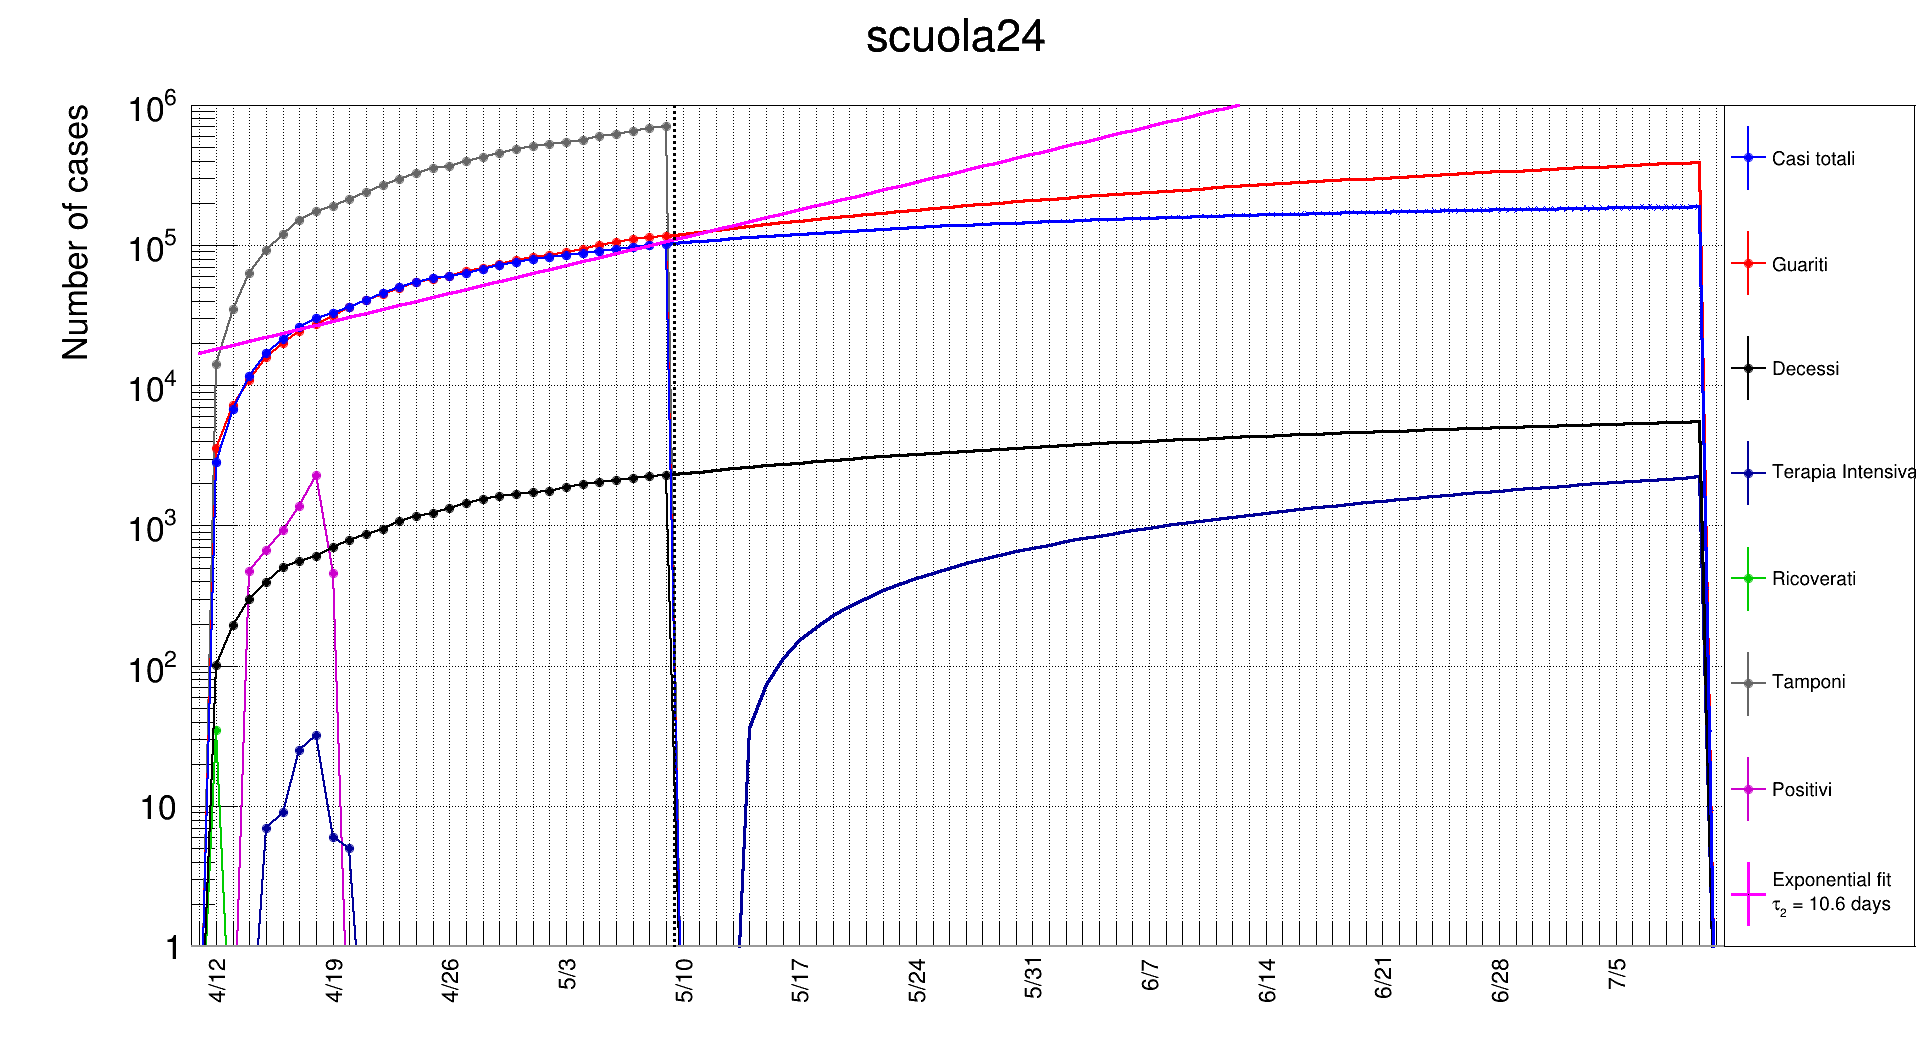 scuola24
Number of cases
10^6
10^5
10^4
10^3
10^2
10
1
4/12
4/19
4/26
5/3
5/10
5/17
5/24
5/31
6/7
6/14
6/21
6/28
7/5
Casi totali
Guariti
Decessi
Terapia Intensiva
Ricoverati
Tamponi
Positivi
Exponential fit
τ_2 = 10.6 days